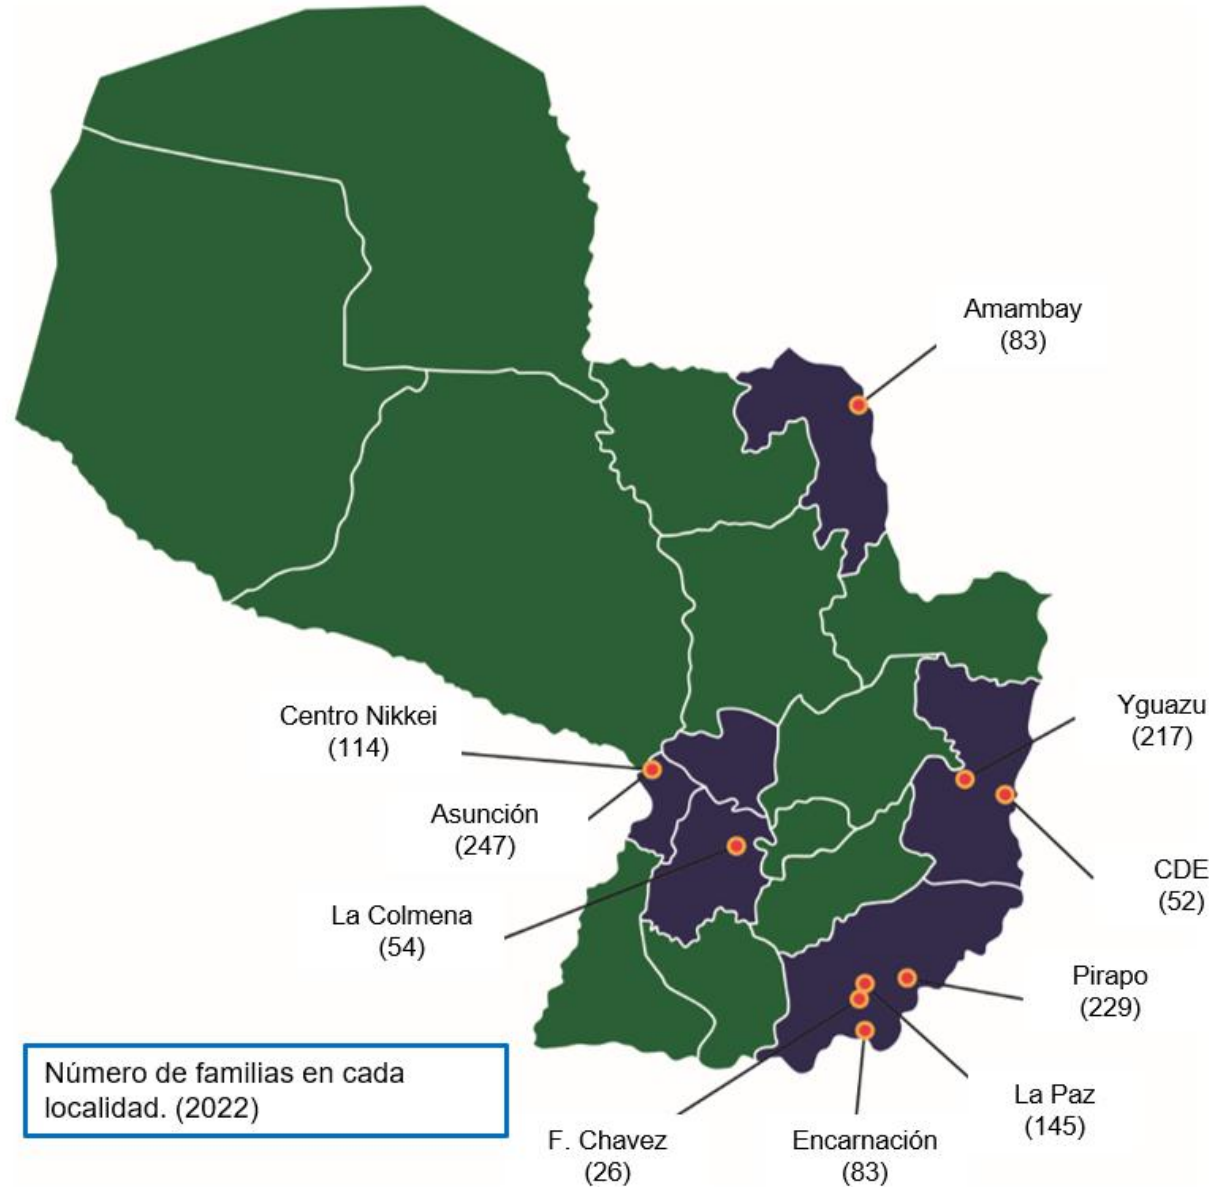 Amambay
(83)
Centro Nikkei
(114)
Yguazu
(217)
Asunción
(247)
CDE
(52)
La Colmena
(54)
Pirapo
(229)
La Paz
(145)
F. Chavez
(26)
Encarnación
(83)
Número de familias en cada
localidad. (2022)